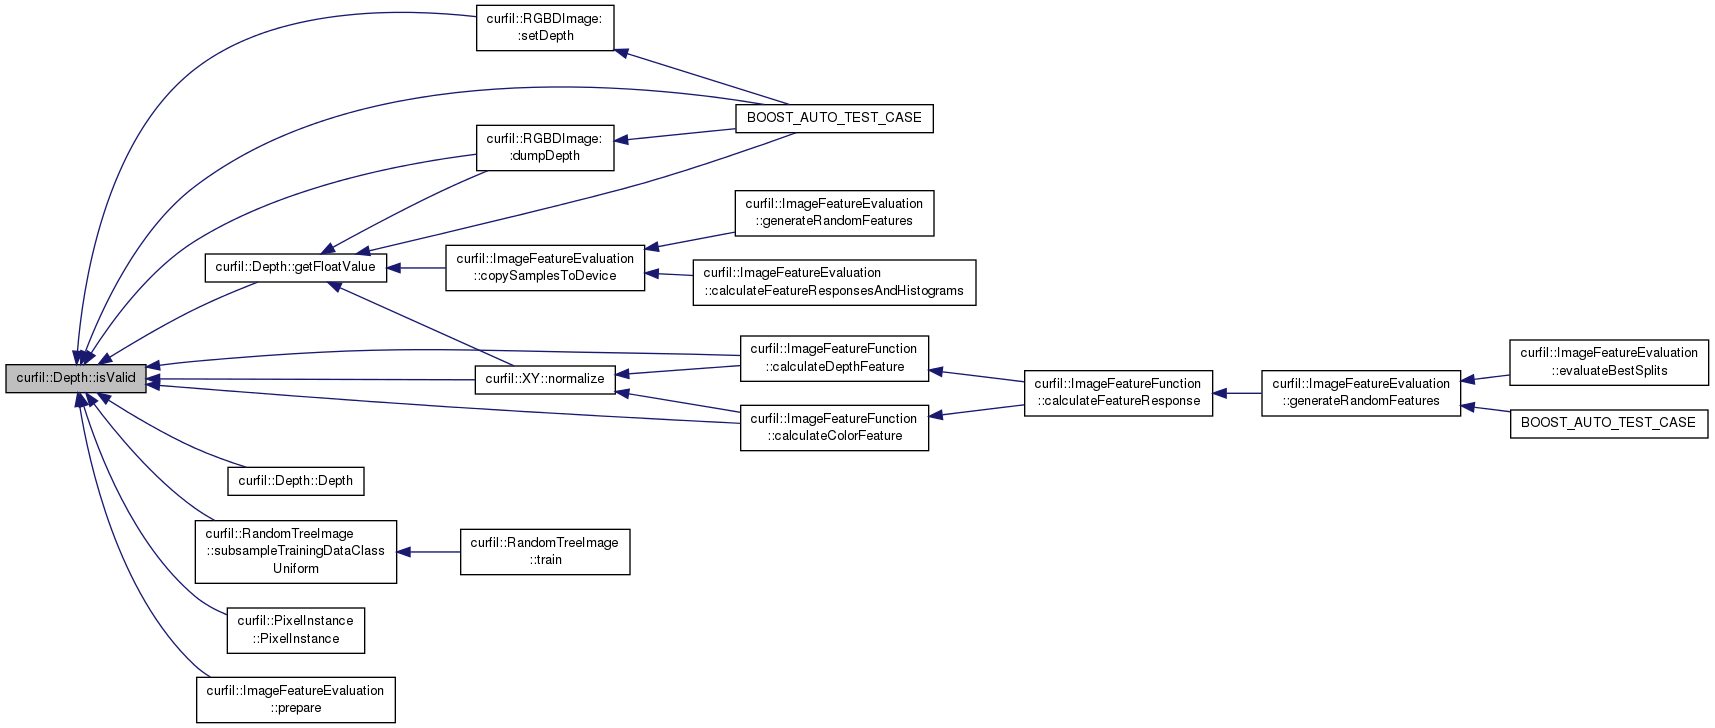 curfil::RGBDImage:
:setDepth
BOOST_AUTO_TEST_CASE
curfil::RGBDImage:
:dumpDepth
curfil::ImageFeatureEvaluation
::generateRandomFeatures
curfil::Depth::getFloatValue
curfil::ImageFeatureEvaluation
::copySamplesToDevice
curfil::ImageFeatureEvaluation
::calculateFeatureResponsesAndHistograms
curfil::ImageFeatureFunction
::calculateDepthFeature
curfil::Depth::isValid
curfil::XY::normalize
curfil::ImageFeatureFunction
::calculateFeatureResponse
curfil::ImageFeatureEvaluation
::generateRandomFeatures
curfil::ImageFeatureEvaluation
::evaluateBestSplits
curfil::ImageFeatureFunction
::calculateColorFeature
BOOST_AUTO_TEST_CASE
curfil::Depth::Depth
curfil::RandomTreeImage
::subsampleTrainingDataClass
Uniform
curfil::RandomTreeImage
::train
curfil::PixelInstance
::PixelInstance
curfil::ImageFeatureEvaluation
::prepare